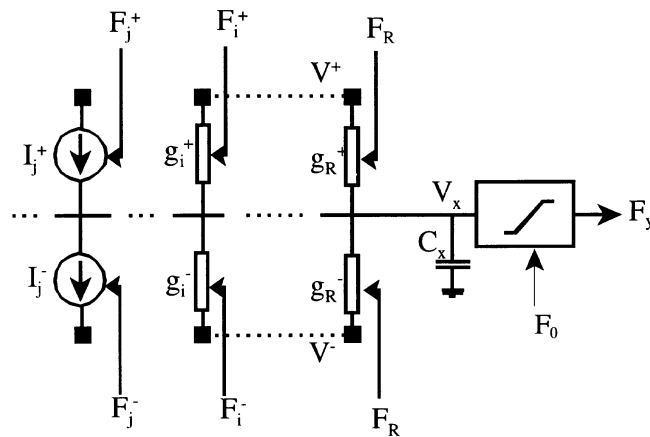 F_j^+ F_i^+ F_R
V^+
I_j^+ g_i^+ g_R^+
V_x
F_y
C_x
I_j^- g_i^- g_R^-
F_0
V^-
F_j^- F_i^- F_R